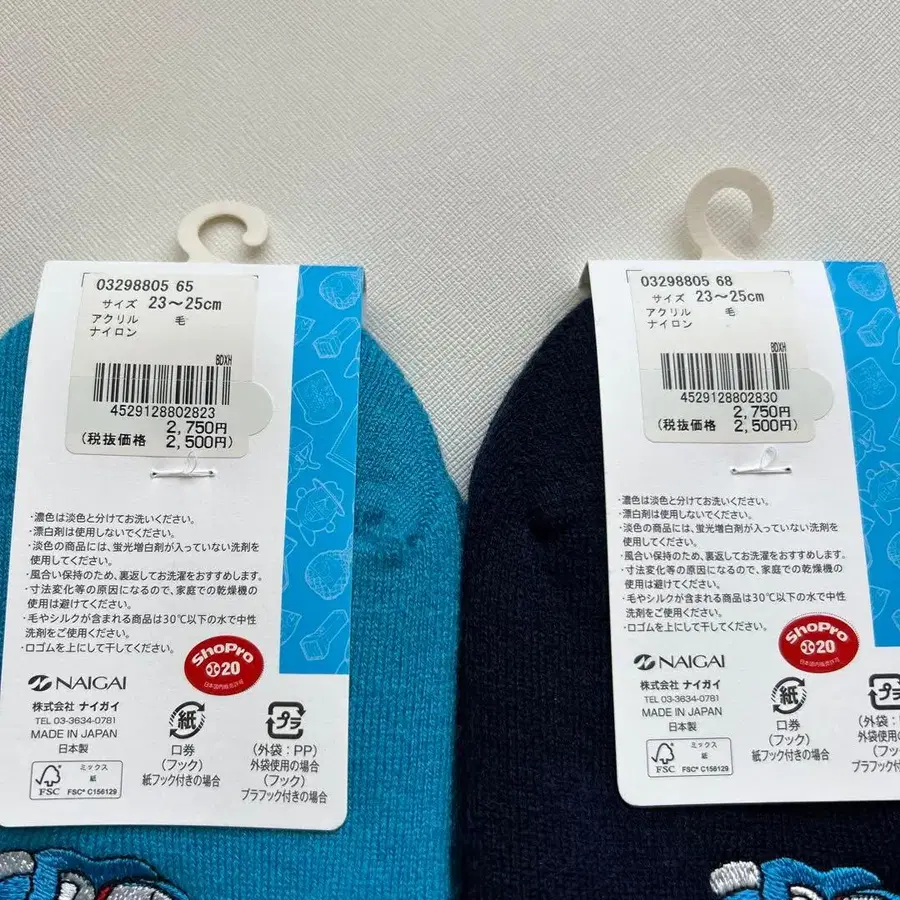 03298805 65
サイズ 23～25cm
アクリル 毛
ナイロン
BDXH
4529128802823
2,750円
(税抜価格 2,500円)
・濃色は淡色と分けてお洗いください。
・漂白剤は使用しないでください。
・淡色の商品には、蛍光増白剤が入っていない洗剤を
使用してください。
・風合い保持のため、裏返してお洗濯をおすすめします。
・寸法変化等の原因になるので、家庭での乾燥機の
使用は避けてください。
・毛やシルクが含まれる商品は30℃以下の水で中性
洗剤をご使用ください。
・口ゴムを上にして干してください。
ShoPro
20
日本国内販売許可
NAIGAI
株式会社 ナイガイ
TEL 03-3634-0781
MADE IN JAPAN
日本製
紙
口券
(フック)
紙フック付きの場合
プラ
(外袋：PP)
外袋使用の場合
(フック)
プラフック付きの場合
FSC
ミックス
紙
FSC® C156129
03298805 68
サイズ 23～25cm
アクリル 毛
ナイロン
BDXH
4529128802830
2,750円
(税抜価格 2,500円)
・濃色は淡色と分けてお洗いください。
・漂白剤は使用しないでください。
・淡色の商品には、蛍光増白剤が入っていない洗剤を
使用してください。
・風合い保持のため、裏返してお洗濯をおすすめします。
・寸法変化等の原因になるので、家庭での乾燥機の
使用は避けてください。
・毛やシルクが含まれる商品は30℃以下の水で中性
洗剤をご使用ください。
・口ゴムを上にして干してください。
ShoPro
20
日本国内販売許可
NAIGAI
株式会社 ナイガイ
TEL 03-3634-0781
MADE IN JAPAN
日本製
紙
口券
(フック)
紙フック付きの場合
プラ
(外袋：
外袋使用の
(フック
プラフック付き
FSC
ミックス
紙
FSC® C156129